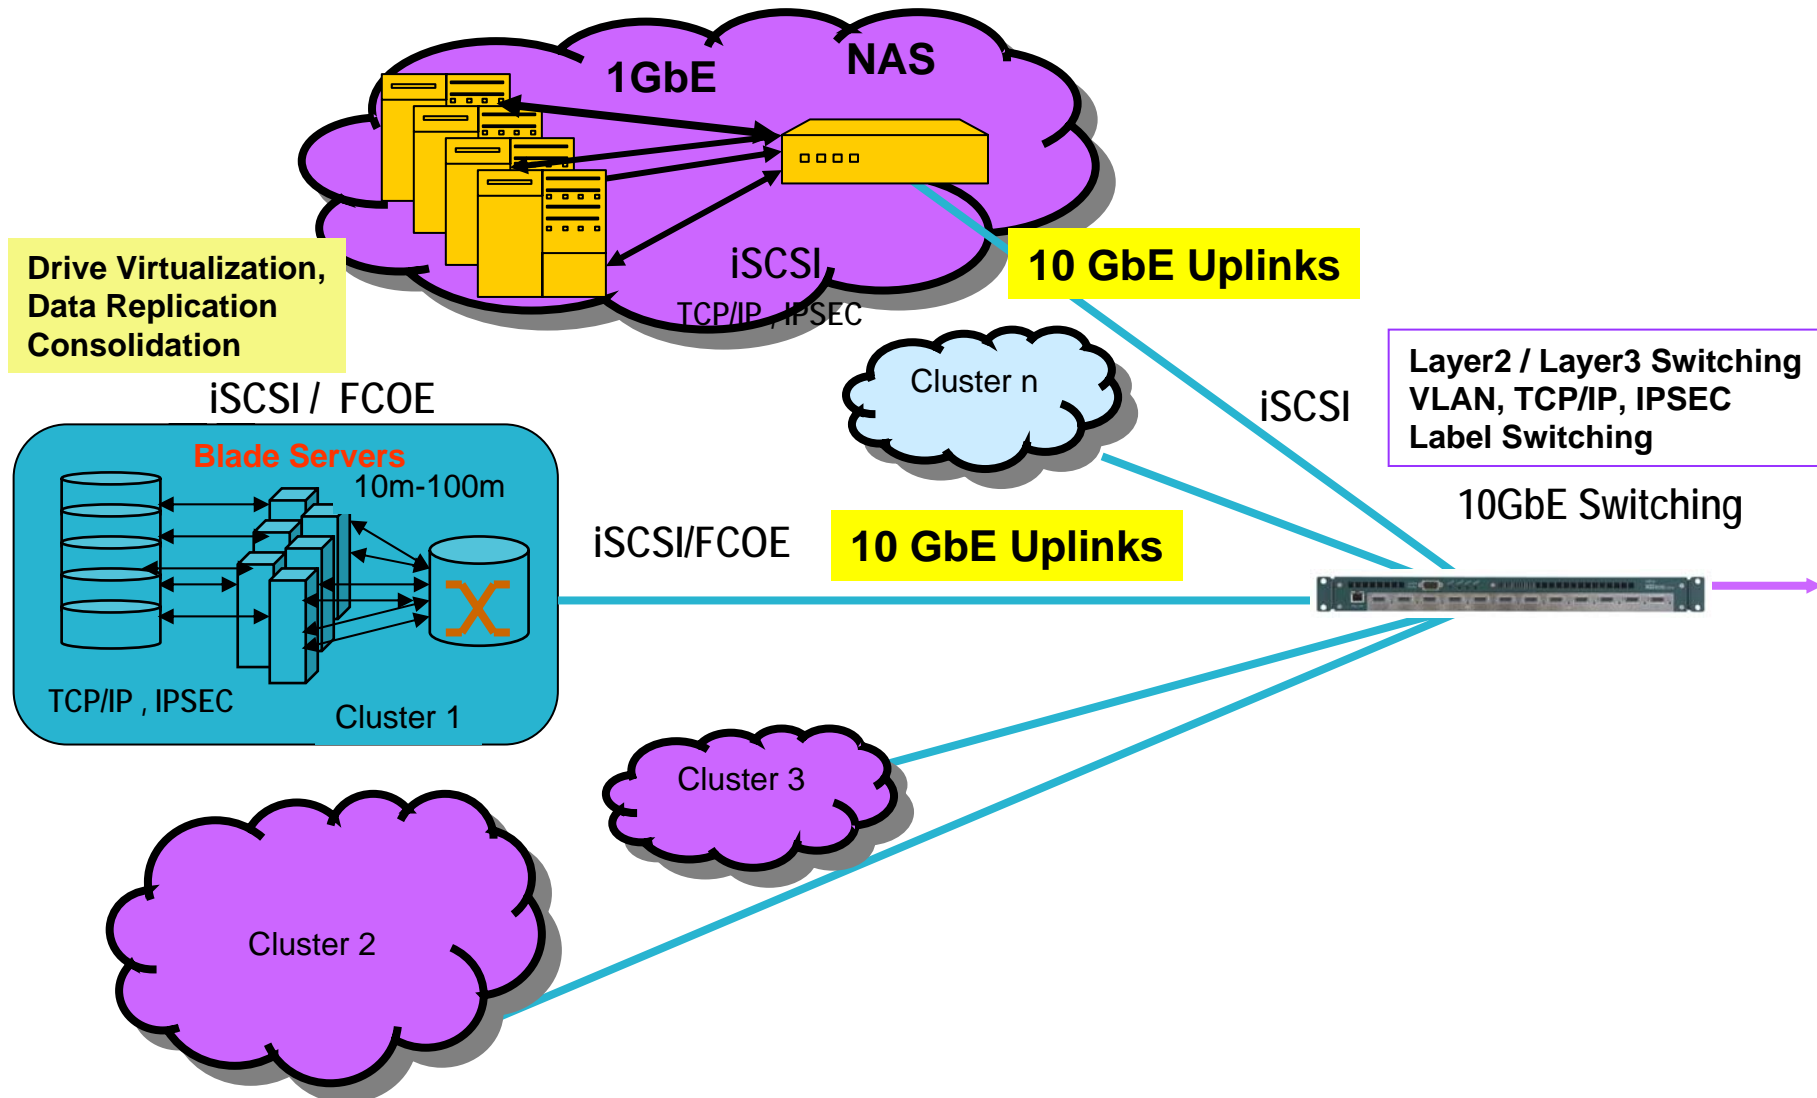 1GbE
NAS
iSCSI
TCP/IP , IPSEC
10 GbE Uplinks
Drive Virtualization,
Data Replication
Consolidation
iSCSI / FCOE
Blade Servers
10m-100m
TCP/IP , IPSEC
Cluster 1
iSCSI/FCOE
10 GbE Uplinks
Cluster n
iSCSI
Layer2 / Layer3 Switching
VLAN, TCP/IP, IPSEC
Label Switching
10GbE Switching
Cluster 3
Cluster 2